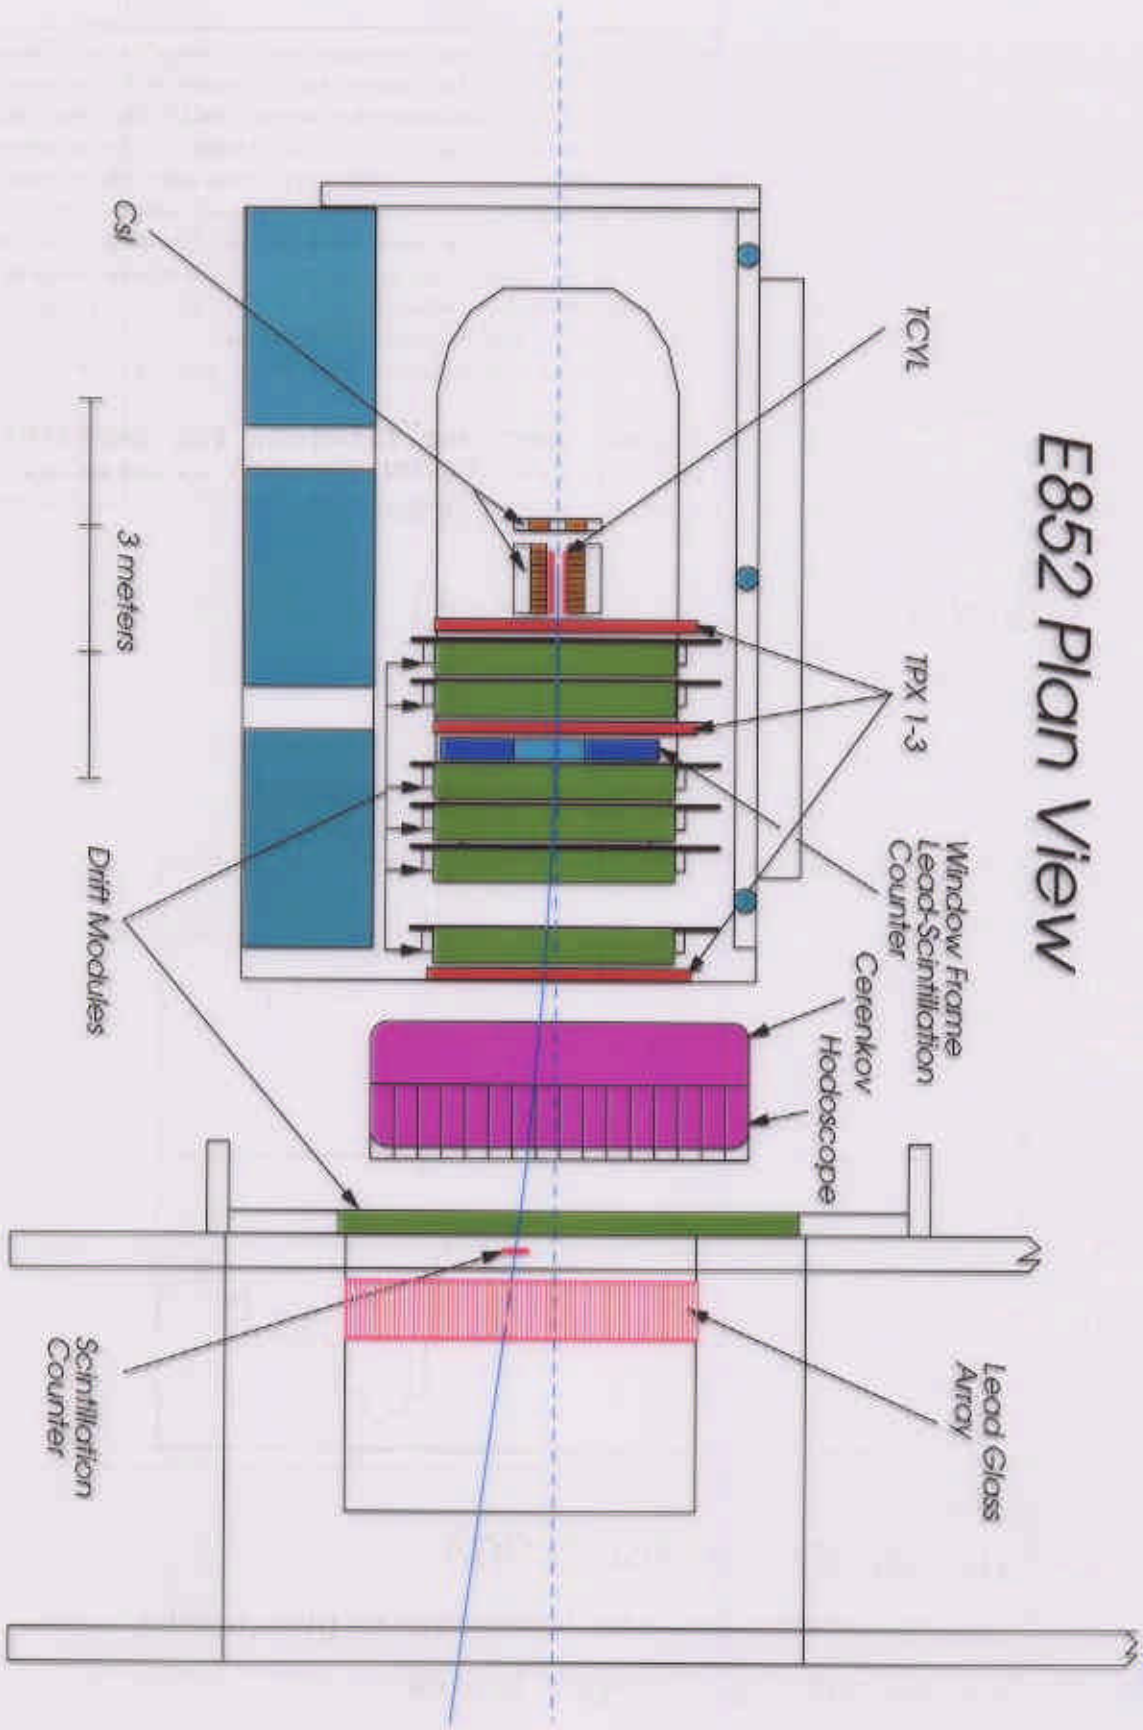 E852 Plan View
TCYL
TPX 1-3
Window Frame
Lead-Scintillation
Counter
Cerenkov
Hodoscope
Lead Glass
Array
CsI
3 meters
Drift Modules
Scintillation
Counter